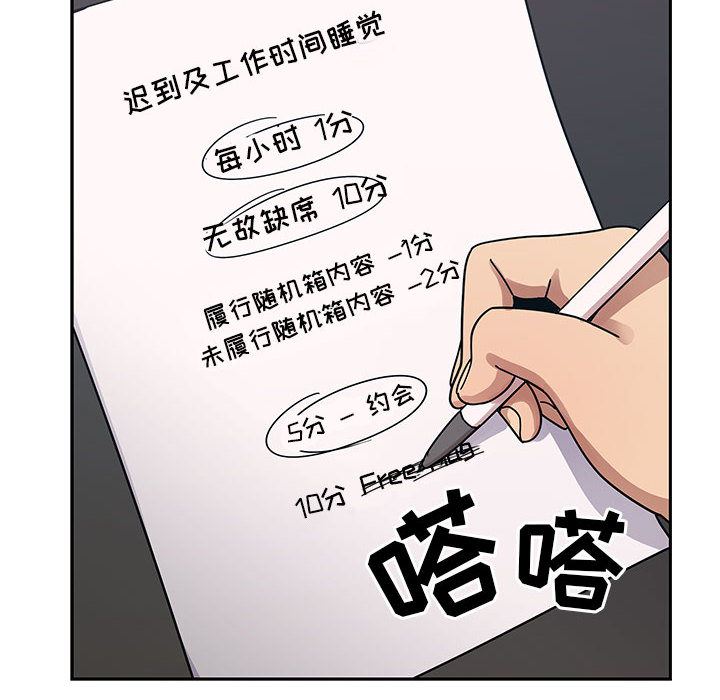 迟到及工作时间睡觉
每小时 1分
无故缺席 10分
履行随机箱内容 -1分
未履行随机箱内容 -2分
5分 - 约会
10分 Free Hug
嗒嗒